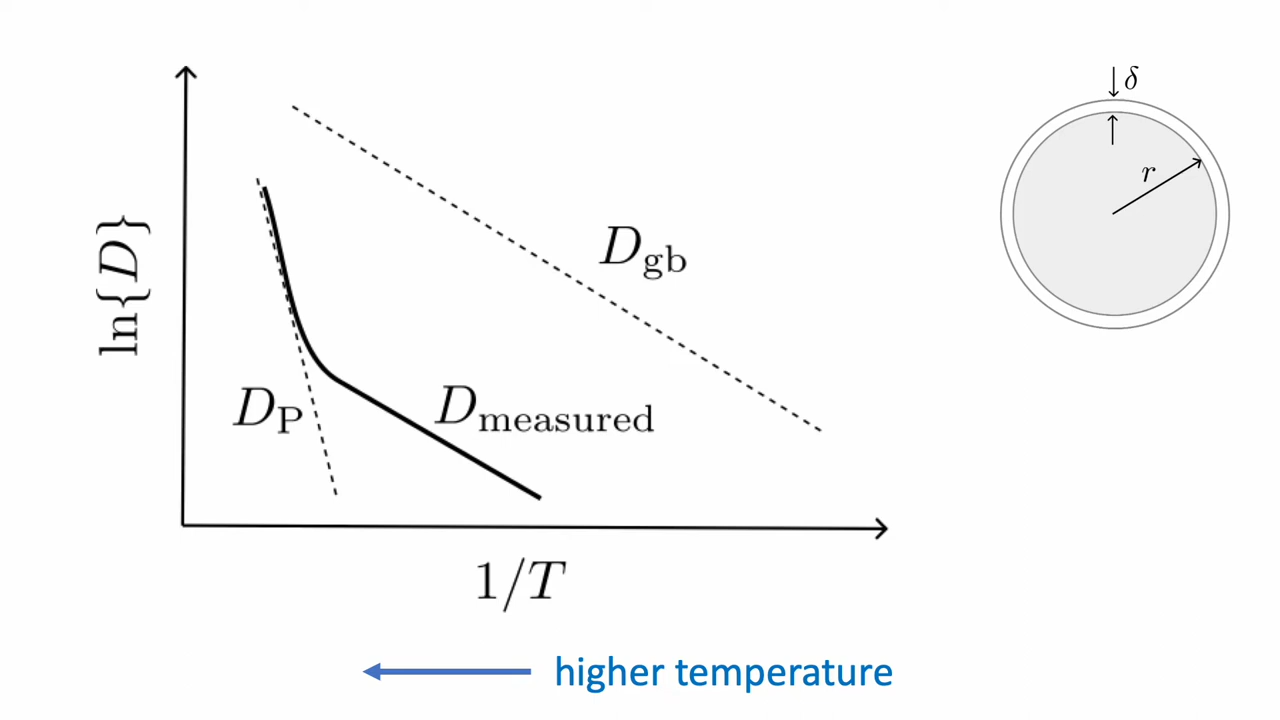 δ
r
ln{D}
D_gb
D_P
D_measured
1/T
higher temperature